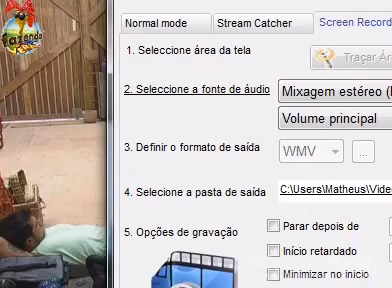 Fazenda
Normal mode
Stream Catcher
Screen Record
1. Seleccione área da tela
Traçar Ár
2. Seleccione a fonte de áudio
Mixagem estéreo (
Volume principal
3. Definir o formato de saída
WMV
...
4. Selecione a pasta de saída
C:\Users\Matheus\Vide
5. Opções de gravação
Parar depois de
Início retardado
Minimizar no inicio